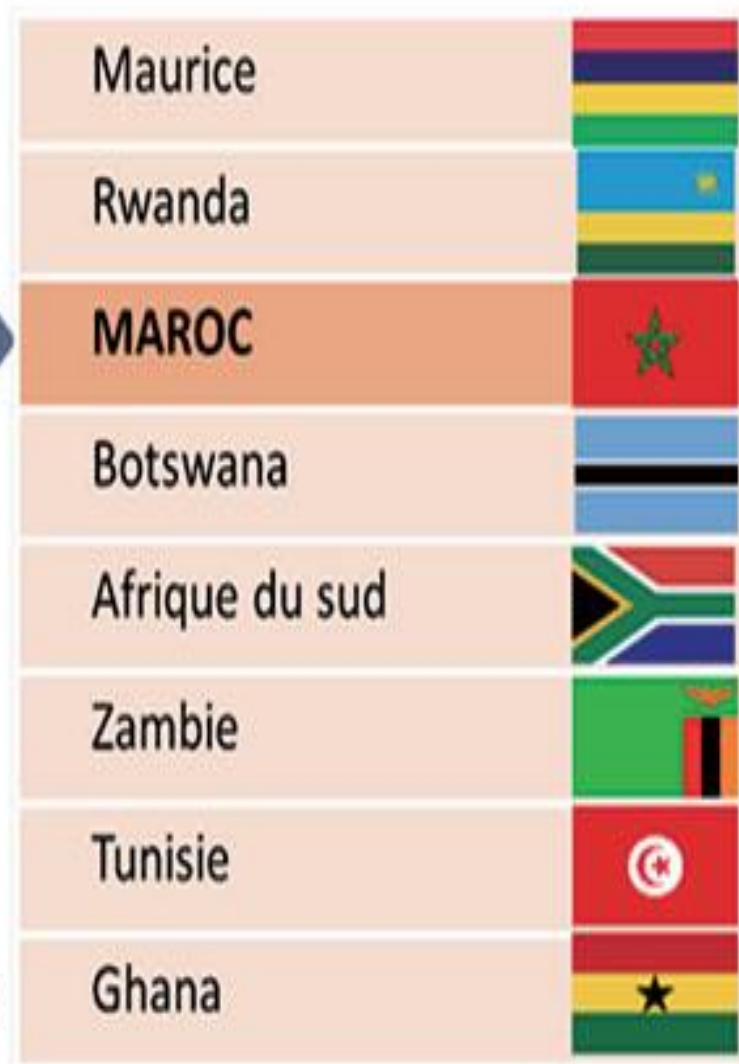 Maurice
Rwanda
MAROC
Botswana
Afrique du sud
Zambie
Tunisie
Ghana